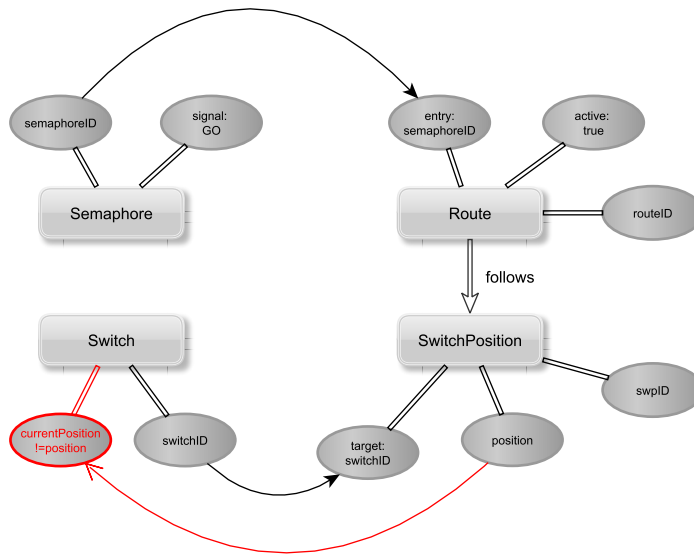 semaphoreID
signal:
GO
entry:
semaphoreID
active:
true
Semaphore
Route
routeID
follows
Switch
SwitchPosition
swpID
currentPosition
!=position
switchID
target:
switchID
position